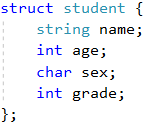 struct student {
    string name;
    int age;
    char sex;
    int grade;
};